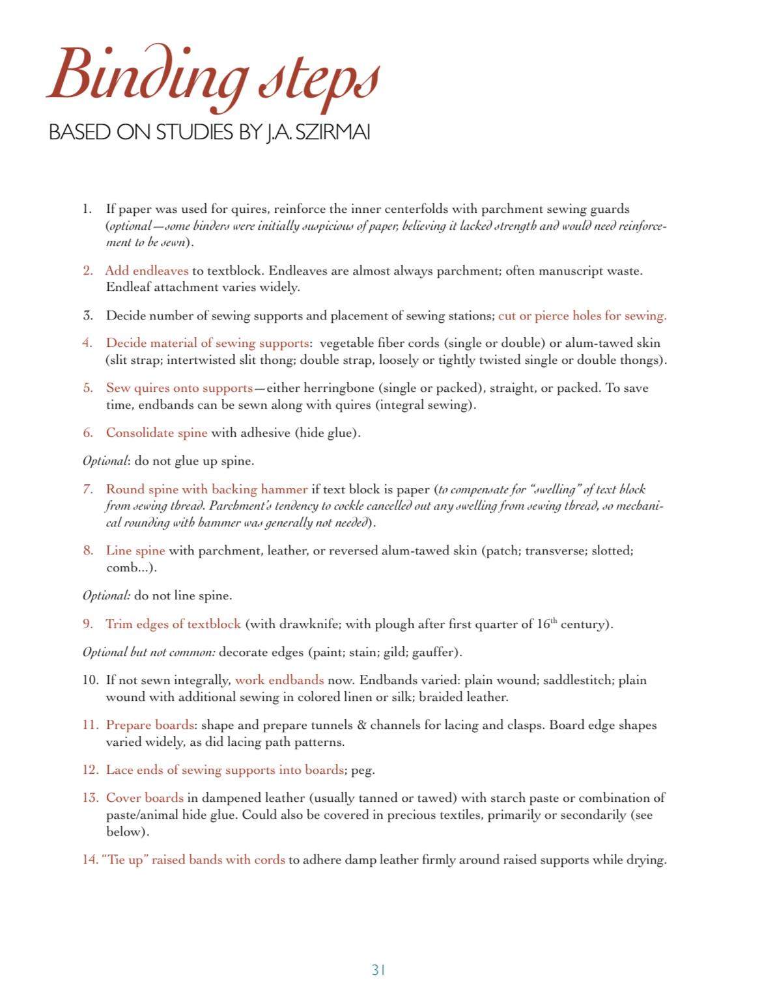 Binding steps
BASED ON STUDIES BY J.A. SZIRMAI
1. If paper was used for quires, reinforce the inner centerfolds with parchment sewing guards
(optional—some binders were initially suspicious of paper, believing it lacked strength and would need reinforce-
ment to be sewn).
2. Add endleaves to textblock. Endleaves are almost always parchment; often manuscript waste.
Endleaf attachment varies widely.
3. Decide number of sewing supports and placement of sewing stations; cut or pierce holes for sewing.
4. Decide material of sewing supports:  vegetable fiber cords (single or double) or alum-tawed skin
(slit strap; intertwisted slit thong; double strap, loosely or tightly twisted single or double thongs).
5. Sew quires onto supports—either herringbone (single or packed), straight, or packed. To save
time, endbands can be sewn along with quires (integral sewing).
6. Consolidate spine with adhesive (hide glue).
Optional: do not glue up spine.
7. Round spine with backing hammer if text block is paper (to compensate for “swelling” of text block
from sewing thread. Parchment’s tendency to cockle cancelled out any swelling from sewing thread, so mechani-
cal rounding with hammer was generally not needed).
8. Line spine with parchment, leather, or reversed alum-tawed skin (patch; transverse; slotted;
comb...).
Optional: do not line spine.
9. Trim edges of textblock (with drawknife; with plough after first quarter of 16th century).
Optional but not common: decorate edges (paint; stain; gild; gauffer).
10. If not sewn integrally, work endbands now. Endbands varied: plain wound; saddlestitch; plain
wound with additional sewing in colored linen or silk; braided leather.
11. Prepare boards: shape and prepare tunnels & channels for lacing and clasps. Board edge shapes
varied widely, as did lacing path patterns.
12. Lace ends of sewing supports into boards; peg.
13. Cover boards in dampened leather (usually tanned or tawed) with starch paste or combination of
paste/animal hide glue. Could also be covered in precious textiles, primarily or secondarily (see
below).
14. “Tie up” raised bands with cords to adhere damp leather firmly around raised supports while drying.
31